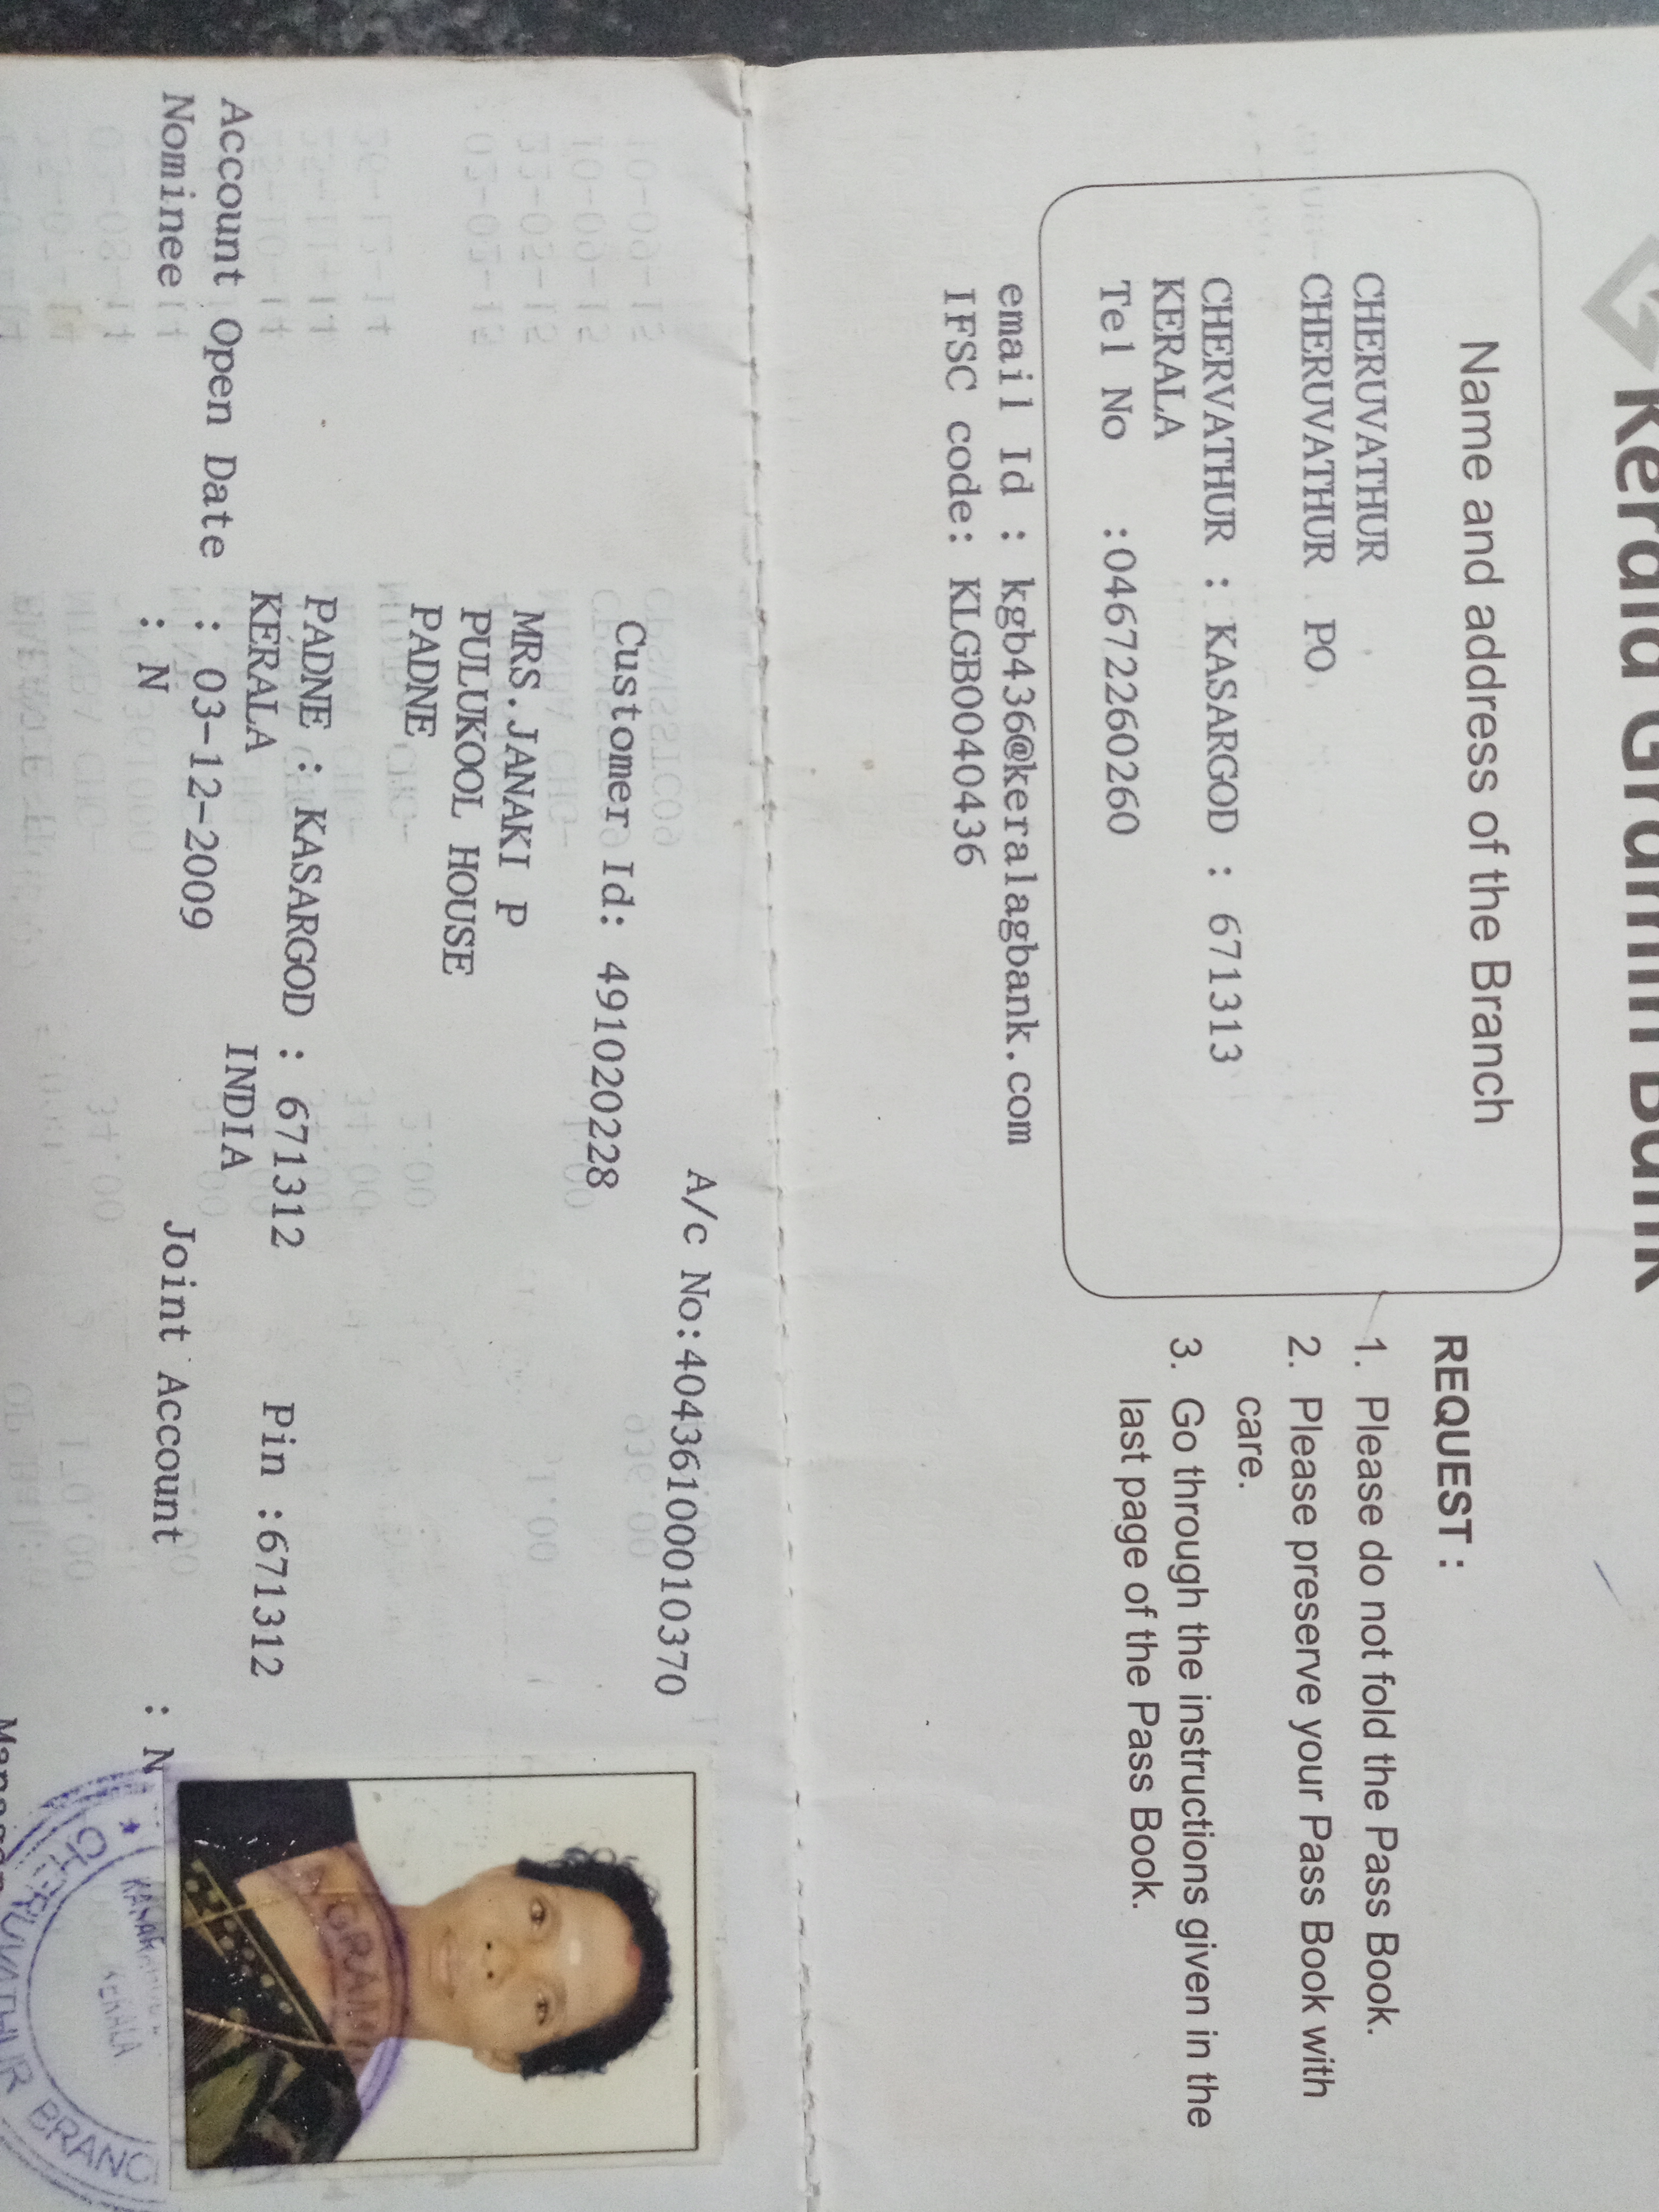 Kerala Gramin Bank
Name and address of the Branch
CHERUVATHUR
CHERUVATHUR PO
CHERVATHUR : KASARGOD : 671313
KERALA
Tel No :04672260260
email Id : kgb436@keralagbank.com
IFSC code: KLGB0040436
REQUEST :
1. Please do not fold the Pass Book.
2. Please preserve your Pass Book with
care.
3. Go through the instructions given in the
last page of the Pass Book.
A/c No:40436100010370
Customer Id: 491020228
MRS.JANAKI P
PULUKOOL HOUSE
PADNE
PADNE : KASARGOD : 671312 Pin :671312
KERALA INDIA
Account Open Date : 03-12-2009 Joint Account : N
Nominee : N
GRAMI
CHERUVATHUR BRANC
KERALA